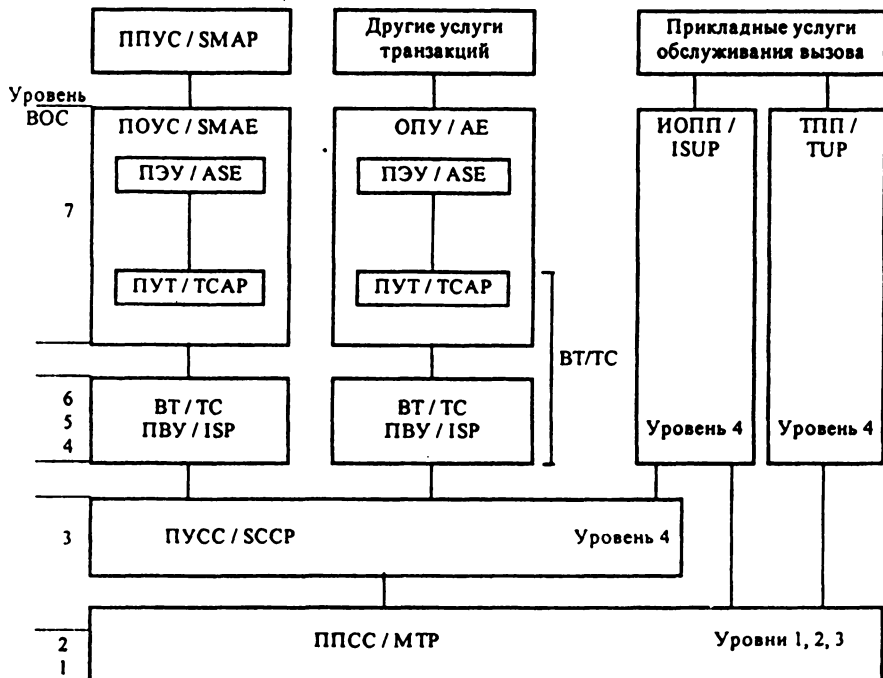 ППУС / SMAP
Другие услуги
транзакций
Прикладные услуги
обслуживания вызова
Уровень
ВОС
7
ПОУС / SMAE
ПЭУ / ASE
ПУТ / TCAP
ОПУ / AE
ПЭУ / ASE
ПУТ / TCAP
ВТ/ТС
ИОПП /
ISUP
Уровень 4
ТПП /
TUP
Уровень 4
6
5
4
ВТ / ТС
ПВУ / ISP
ВТ / ТС
ПВУ / ISP
3
ПУСС / SCCP
Уровень 4
2
1
ППСС / MTP
Уровни 1, 2, 3